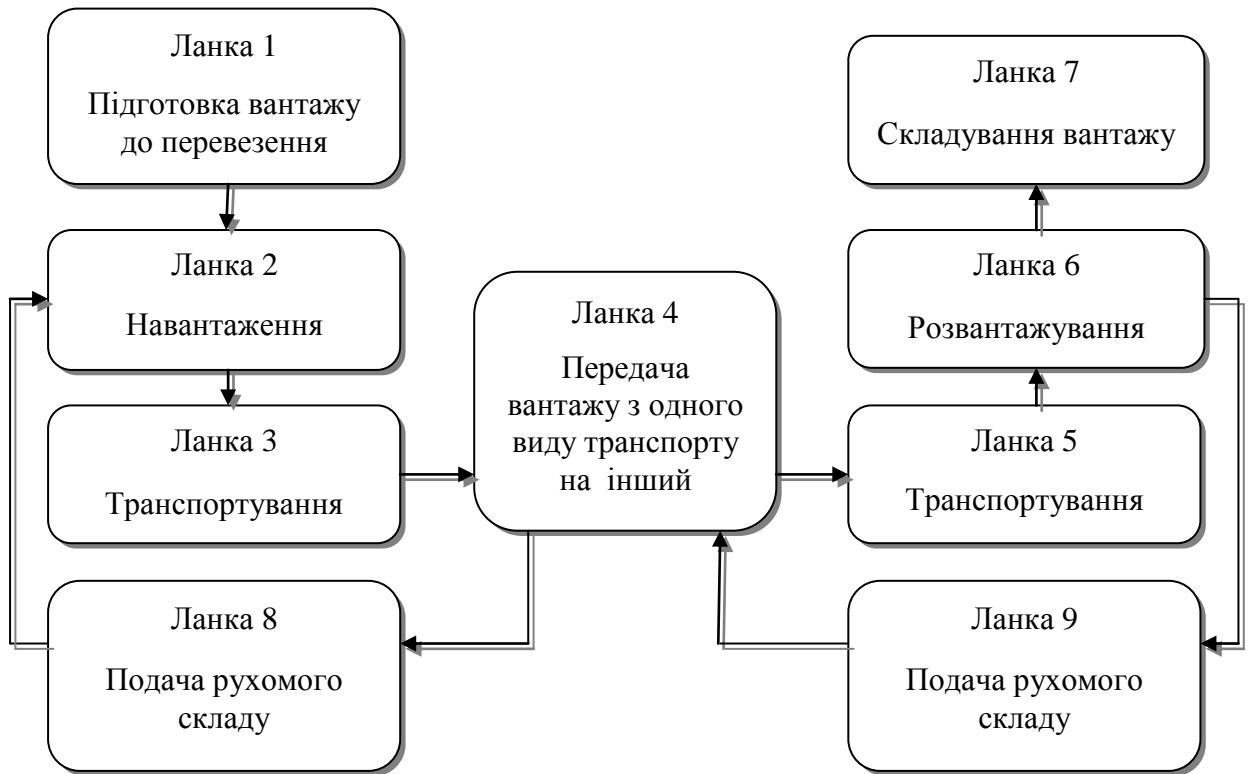 Ланка 1
Підготовка вантажу
до перевезення
Ланка 2
Навантаження
Ланка 3
Транспортування
Ланка 4
Передача
вантажу з одного
виду транспорту
на інший
Ланка 5
Транспортування
Ланка 6
Розвантажування
Ланка 7
Складування вантажу
Ланка 8
Подача рухомого
складу
Ланка 9
Подача рухомого
складу